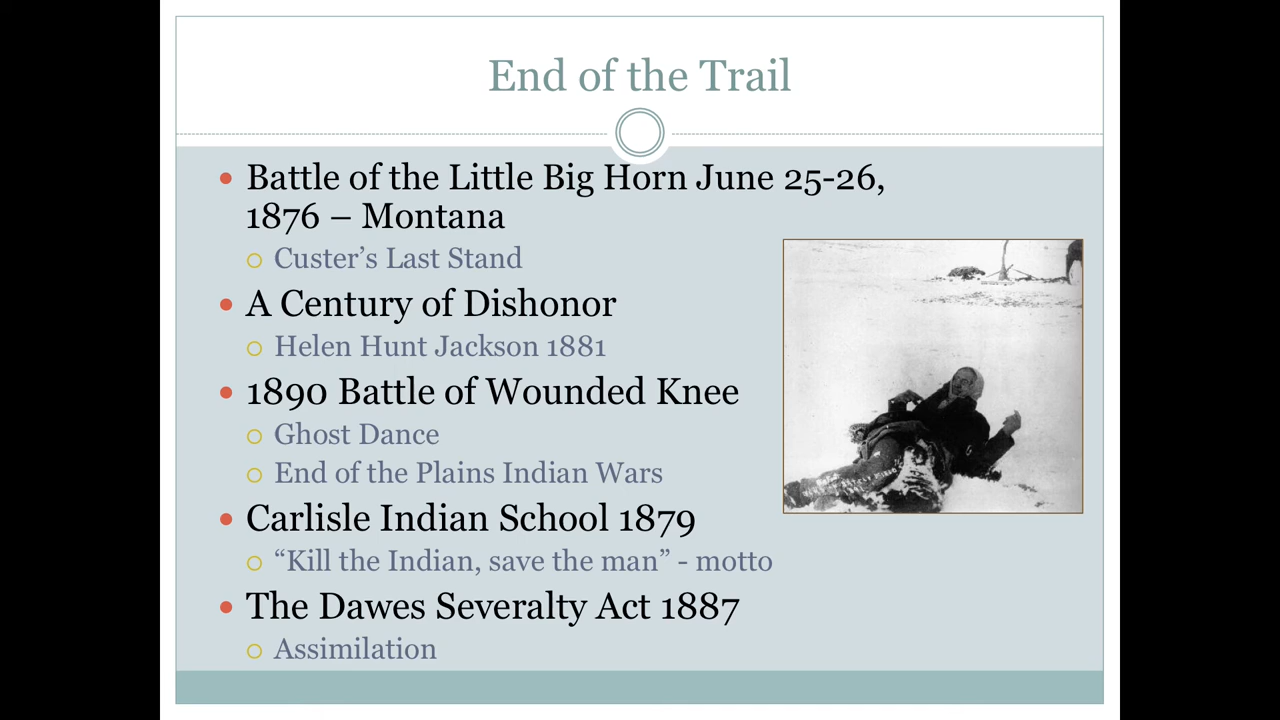 End of the Trail
Battle of the Little Big Horn June 25-26,
1876 – Montana
Custer’s Last Stand
A Century of Dishonor
Helen Hunt Jackson 1881
1890 Battle of Wounded Knee
Ghost Dance
End of the Plains Indian Wars
Carlisle Indian School 1879
“Kill the Indian, save the man” - motto
The Dawes Severalty Act 1887
Assimilation